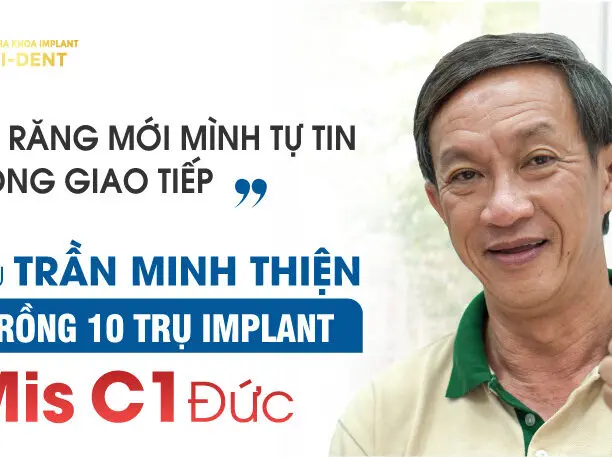 HA KHOA IMPLANT
I-DENT
RĂNG MỚI MÌNH TỰ TIN
ONG GIAO TIẾP ”
TRẦN MINH THIỆN
RỒNG 10 TRỤ IMPLANT
Mis C1 Đức